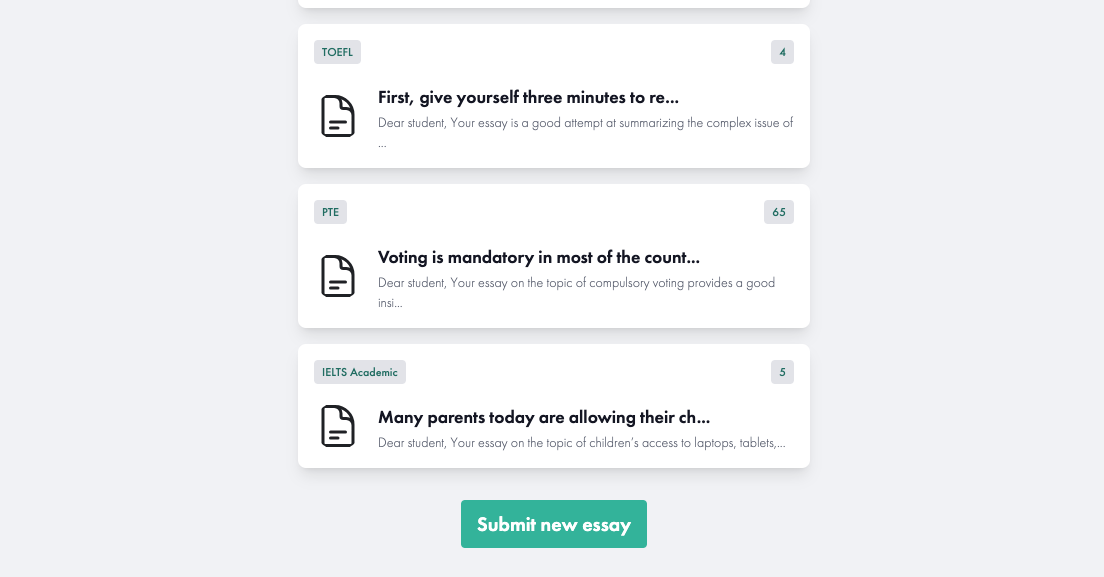 TOEFL 4
First, give yourself three minutes to re...
Dear student, Your essay is a good attempt at summarizing the complex issue of
...
PTE 65
Voting is mandatory in most of the count...
Dear student, Your essay on the topic of compulsory voting provides a good
insi...
IELTS Academic 5
Many parents today are allowing their ch...
Dear student, Your essay on the topic of children's access to laptops, tablets,...
Submit new essay